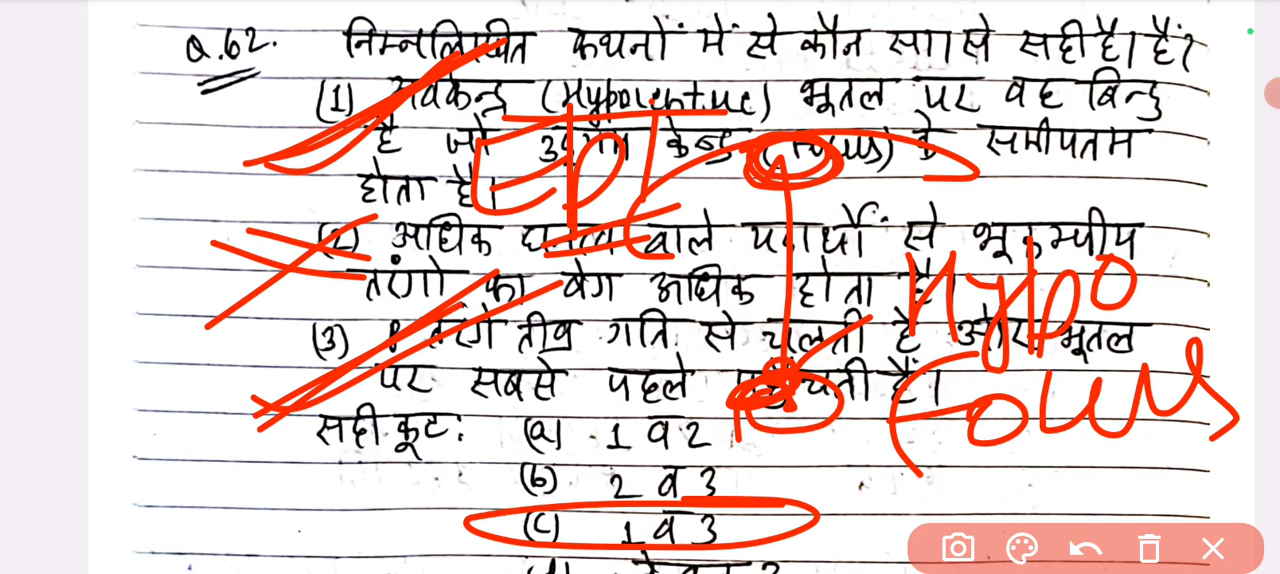 Q.62. निम्नलिखित कथनों में से कौन सा/से सही है/हैं?
(1) अवकेन्द्र (Hypocentre) भूतल पर वह बिन्दु
है जो उद्गम केन्द्र (Focus) के समीपतम
होता है।
(2) अधिक घनत्व वाले पदार्थों से भूकम्पीय
तरंगो का वेग अधिक होता है।
(3) P तरंगे तीव्र गति से चलती है और भूतल
पर सबसे पहले पहुँचती हैं।
सही कूट: (a) 1 व 2
(b) 2 व 3
(c) 1 व 3
Epi
Hypo
Focus